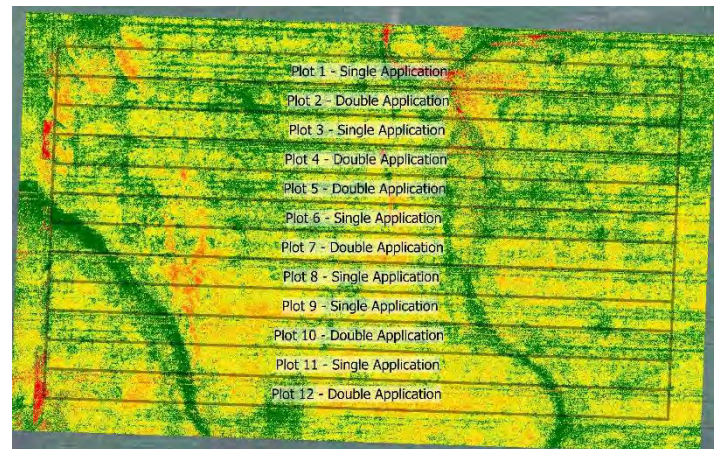 Plot 1 - Single Application
Plot 2 - Double Application
Plot 3 - Single Application
Plot 4 - Double Application
Plot 5 - Double Application
Plot 6 - Single Application
Plot 7 - Double Application
Plot 8 - Single Application
Plot 9 - Single Application
Plot 10 - Double Application
Plot 11 - Single Application
Plot 12 - Double Application